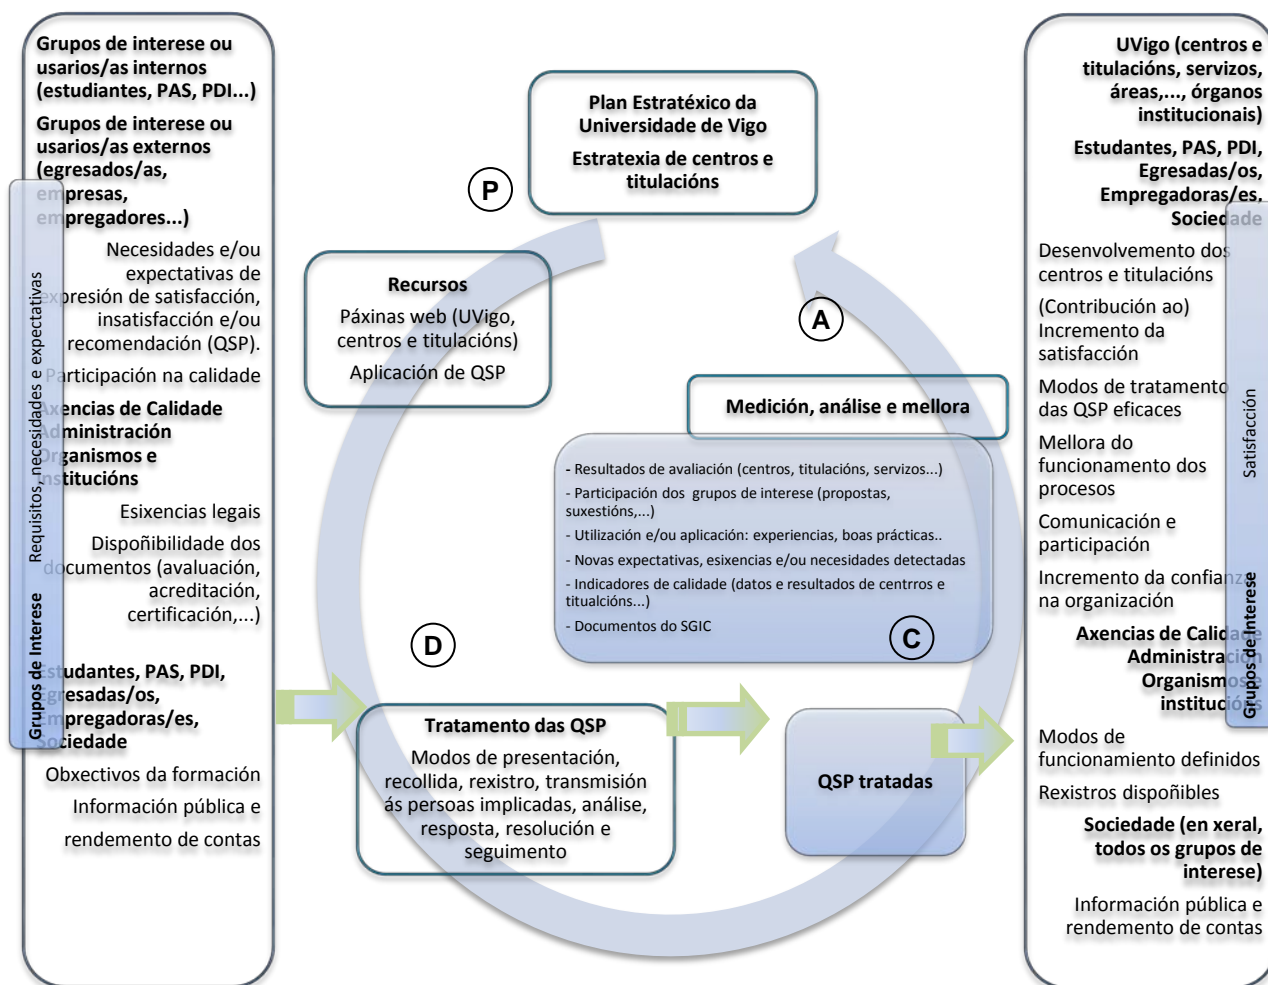 Grupos de interese ou
usarios/as internos
(estudiantes, PAS, PDI...)
Grupos de interese ou
usarios/as externos
(egresados/as,
empresas,
empregadores...)
Necesidades e/ou
expectativas de
expresión de satisfacción,
insatisfacción e/ou
recomendación (QSP).
Participación na calidade
Axencias de Calidade
Administración
Organismos e
institucións
Esixencias legais
Dispoñibilidade dos
documentos (avaluación,
acreditación,
certificación,...)
Estudantes, PAS, PDI,
Egresadas/os,
Empregadoras/es,
Sociedade
Obxectivos da formación
Información pública e
rendemento de contas
Grupos de Interese
Requisitos, necesidades e expectativas
Plan Estratéxico da
Universidade de Vigo
Estratexia de centros e
titulacións
P
Recursos
Páxinas web (UVigo,
centros e titulacións)
Aplicación de QSP
A
Medición, análise e mellora
- Resultados de avaliación (centros, titulacións, servizos...)
- Participación dos grupos de interese (propostas,
suxestións,...)
- Utilización e/ou aplicación: experiencias, boas prácticas..
- Novas expectativas, esixencias e/ou necesidades detectadas
- Indicadores de calidade (datos e resultados de centrros e
titualcións...)
- Documentos do SGIC
D
C
Tratamento das QSP
Modos de presentación,
recollida, rexistro, transmisión
ás persoas implicadas, análise,
resposta, resolución e
seguimento
QSP tratadas
UVigo (centros e
titulacións, servizos,
áreas,..., órganos
institucionais)
Estudantes, PAS, PDI,
Egresadas/os,
Empregadoras/es,
Sociedade
Desenvolvemento dos
centros e titulacións
(Contribución ao)
Incremento da
satisfacción
Modos de tratamento
das QSP eficaces
Mellora do
funcionamento dos
procesos
Comunicación e
participación
Incremento da confianza
na organización
Axencias de Calidade
Administración
Organismos e
institucións
Modos de
funcionamiento definidos
Rexistros dispoñibles
Sociedade (en xeral,
todos os grupos de
interese)
Información pública e
rendemento de contas
Grupos de Interese
Satisfacción